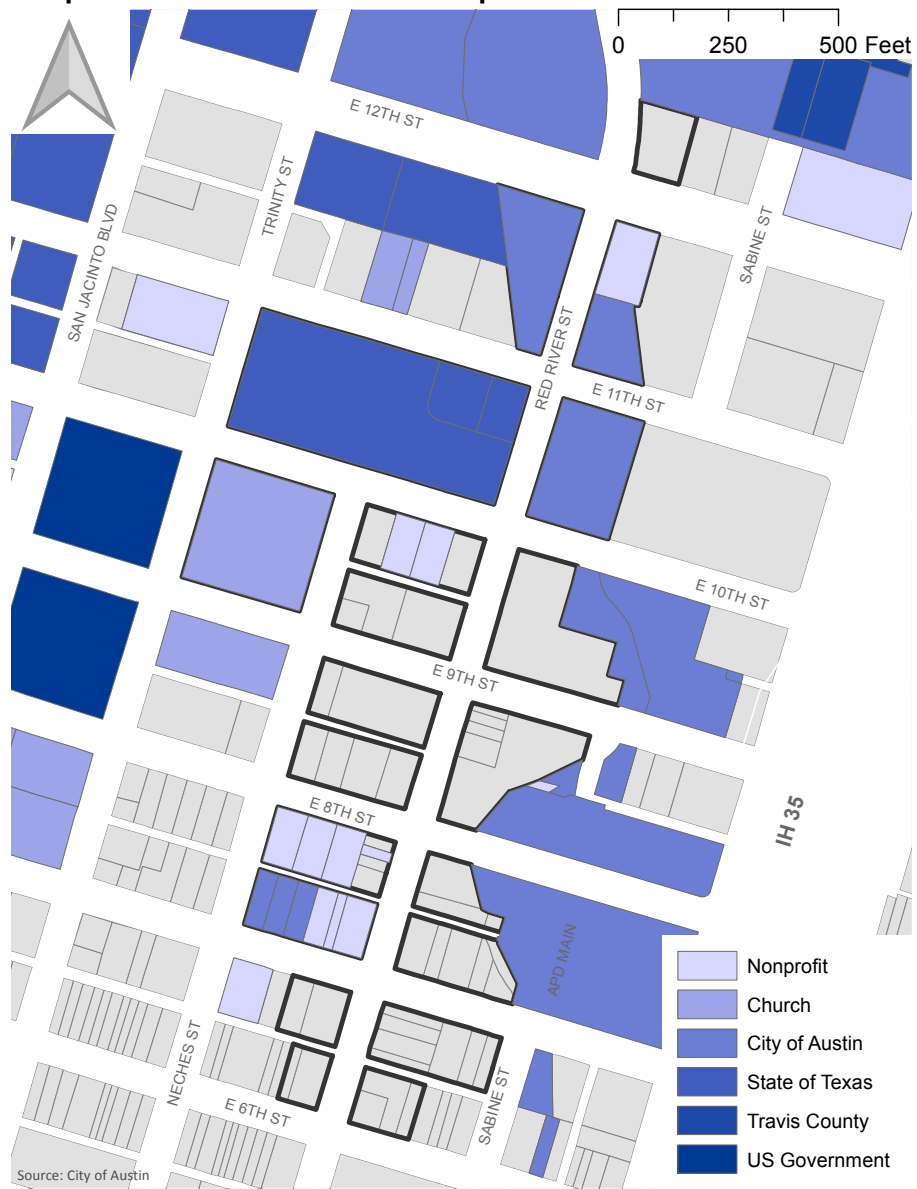 0 250 500 Feet
E 12TH ST
TRINITY ST
SAN JACINTO BLVD
SABINE ST
RED RIVER ST
E 11TH ST
E 10TH ST
E 9TH ST
E 8TH ST
IH 35
APD MAIN
NECHES ST
E 6TH ST
SABINE ST
Nonprofit
Church
City of Austin
State of Texas
Travis County
US Government
Source: City of Austin